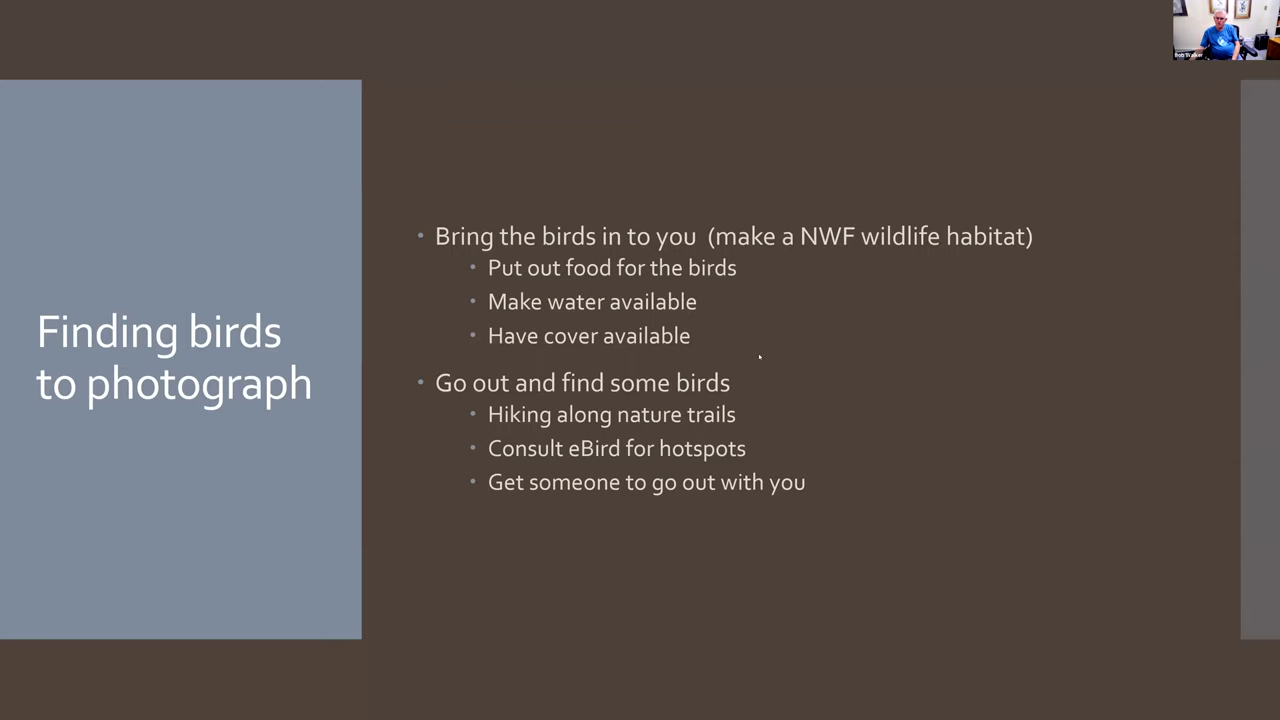 Bob Walker
Finding birds
to photograph
• Bring the birds in to you (make a NWF wildlife habitat)
• Put out food for the birds
• Make water available
• Have cover available
• Go out and find some birds
• Hiking along nature trails
• Consult eBird for hotspots
• Get someone to go out with you